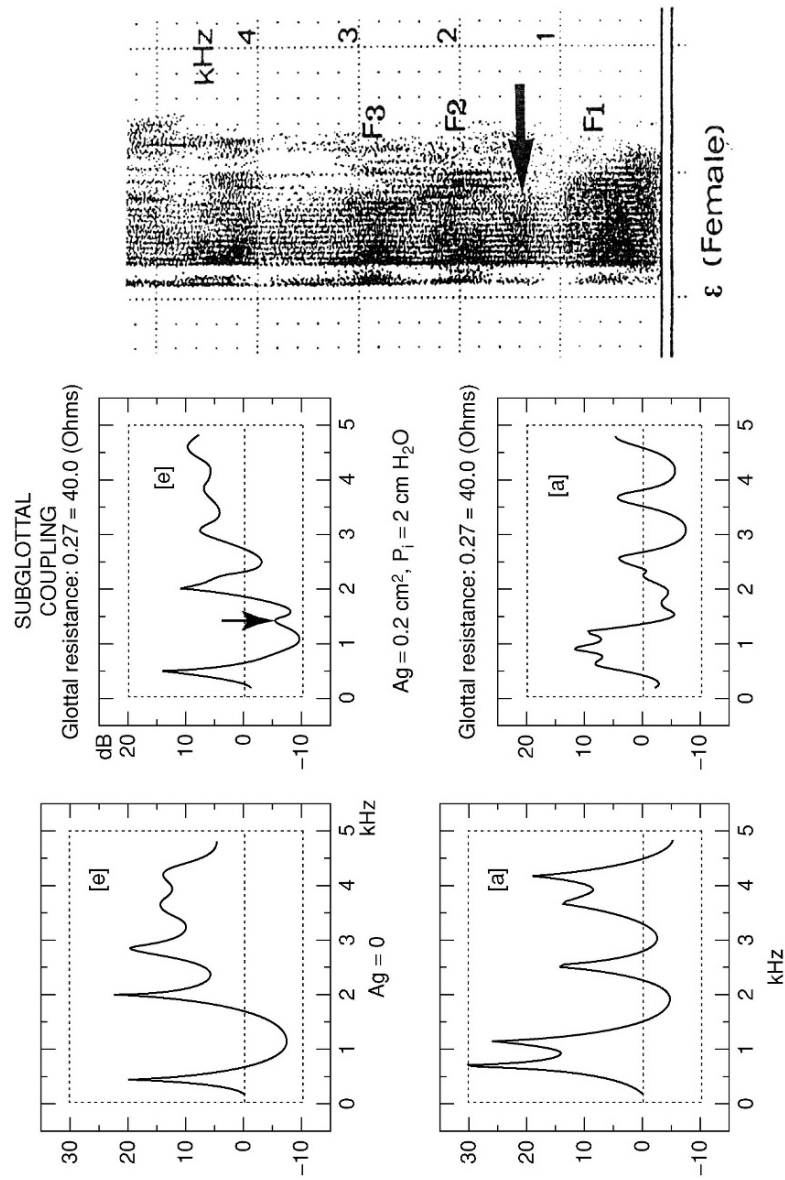 SUBGLOTTAL
COUPLING
Glottal resistance: 0.27 = 40.0 (Ohms)
30
20
10
0
−10
[e]
0
1
2
3
4
5
kHz
Ag = 0
dB
20
10
0
−10
[e]
0
1
2
3
4
5
Ag = 0.2 cm², Pᵢ = 2 cm H₂O
30
20
10
0
−10
[a]
0
1
2
3
4
5
kHz
Glottal resistance: 0.27 = 40.0 (Ohms)
20
10
0
−10
[a]
0
1
2
3
4
5
kHz
4
3
2
1
F3
F2
F1
ε (Female)